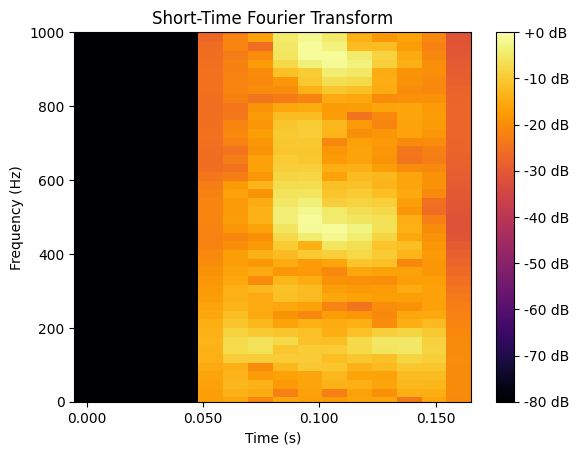 Short-Time Fourier Transform
1000
800
600
400
200
0
Frequency (Hz)
0.000
0.050
0.100
0.150
Time (s)
+0 dB
-10 dB
-20 dB
-30 dB
-40 dB
-50 dB
-60 dB
-70 dB
-80 dB